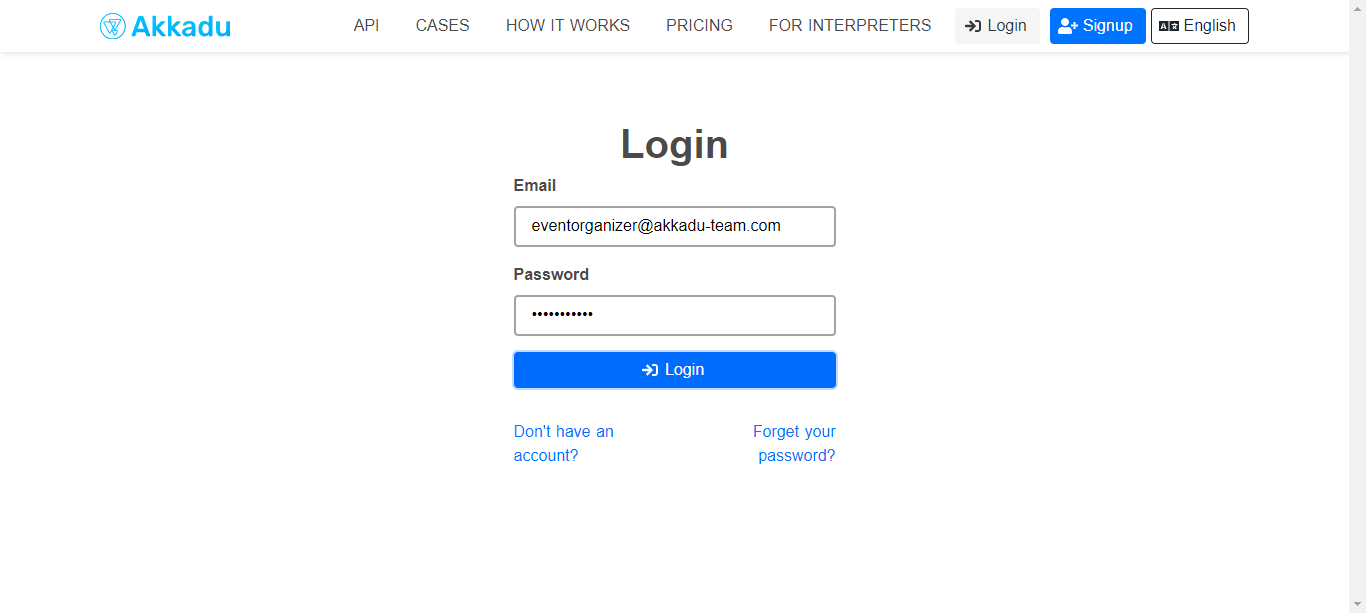 Akkadu
API
CASES
HOW IT WORKS
PRICING
FOR INTERPRETERS
Login
Signup
English
Login
Email
eventorganizer@akkadu-team.com
Password
•••••••••••
Login
Don't have an
account?
Forget your
password?